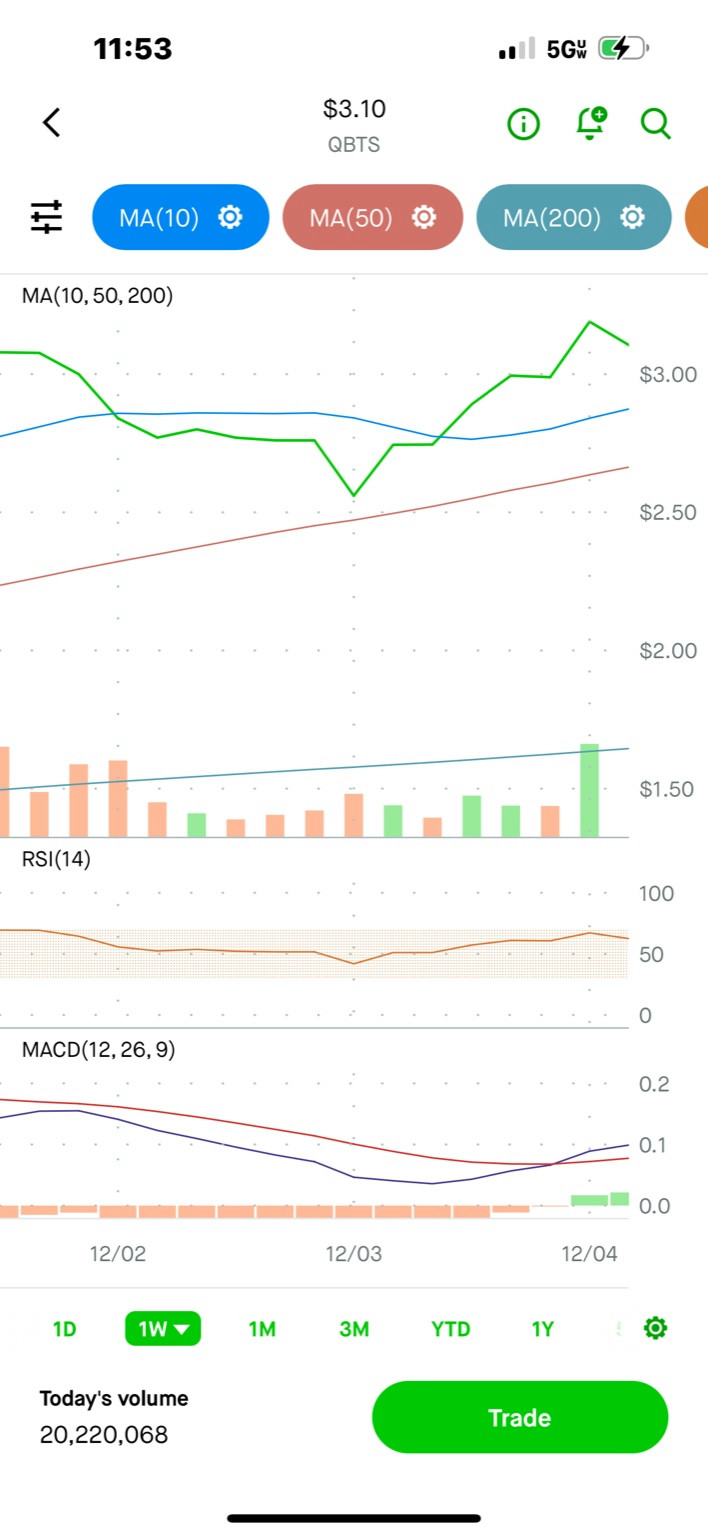 11:53
5GUW
$3.10
QBTS
MA(10)
MA(50)
MA(200)
MA(10, 50, 200)
$3.00
$2.50
$2.00
$1.50
RSI(14)
100
50
0
MACD(12, 26, 9)
0.2
0.1
0.0
12/02
12/03
12/04
1D
1W
1M
3M
YTD
1Y
Today's volume
20,220,068
Trade